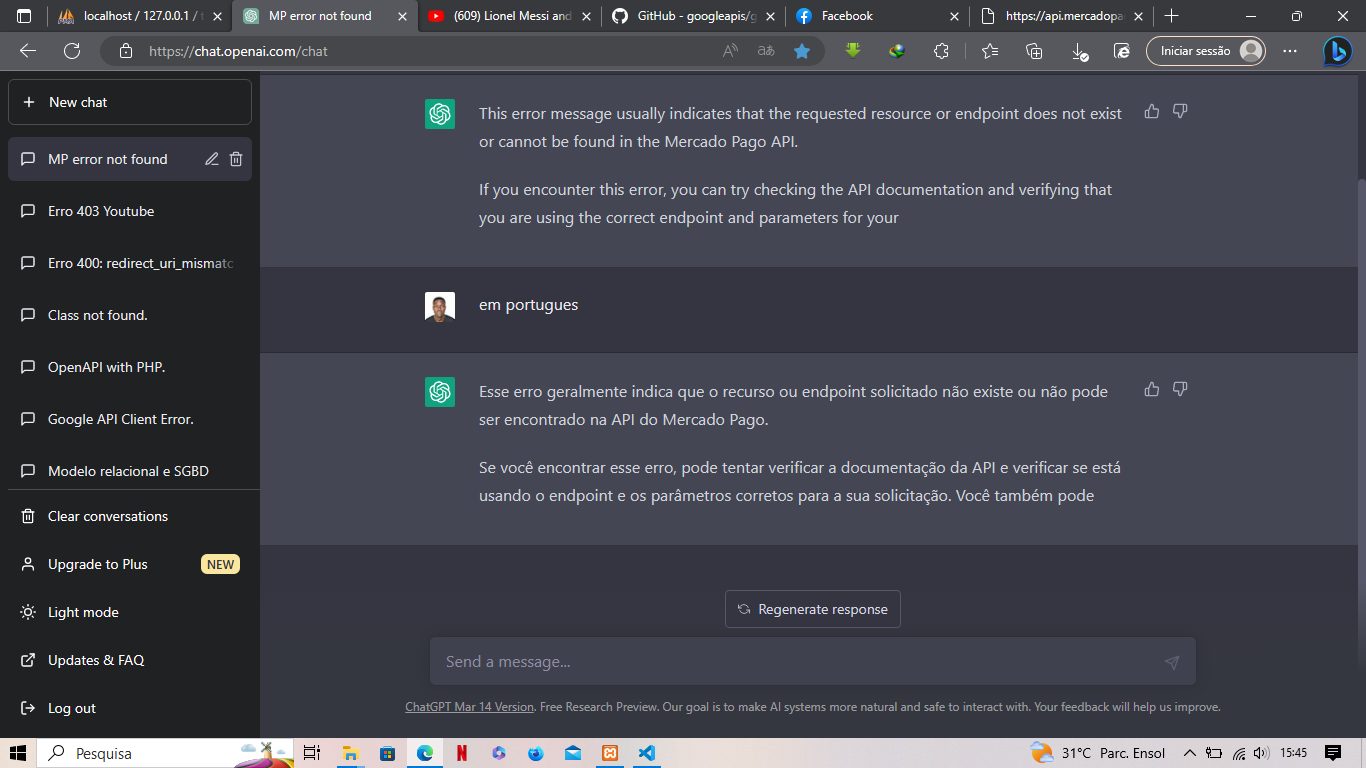 localhost / 127.0.0.1 / t
MP error not found
(609) Lionel Messi and
GitHub - googleapis/g
Facebook
https://api.mercadopa
https://chat.openai.com/chat
Iniciar sessão
New chat
MP error not found
Erro 403 Youtube
Erro 400: redirect_uri_mismatc
Class not found.
OpenAPI with PHP.
Google API Client Error.
Modelo relacional e SGBD
Clear conversations
Upgrade to Plus
NEW
Light mode
Updates & FAQ
Log out
This error message usually indicates that the requested resource or endpoint does not exist
or cannot be found in the Mercado Pago API.
If you encounter this error, you can try checking the API documentation and verifying that
you are using the correct endpoint and parameters for your
em portugues
Esse erro geralmente indica que o recurso ou endpoint solicitado não existe ou não pode
ser encontrado na API do Mercado Pago.
Se você encontrar esse erro, pode tentar verificar a documentação da API e verificar se está
usando o endpoint e os parâmetros corretos para a sua solicitação. Você também pode
Regenerate response
Send a message...
ChatGPT Mar 14 Version. Free Research Preview. Our goal is to make AI systems more natural and safe to interact with. Your feedback will help us improve.
Pesquisa
31°C Parc. Ensol
15:45